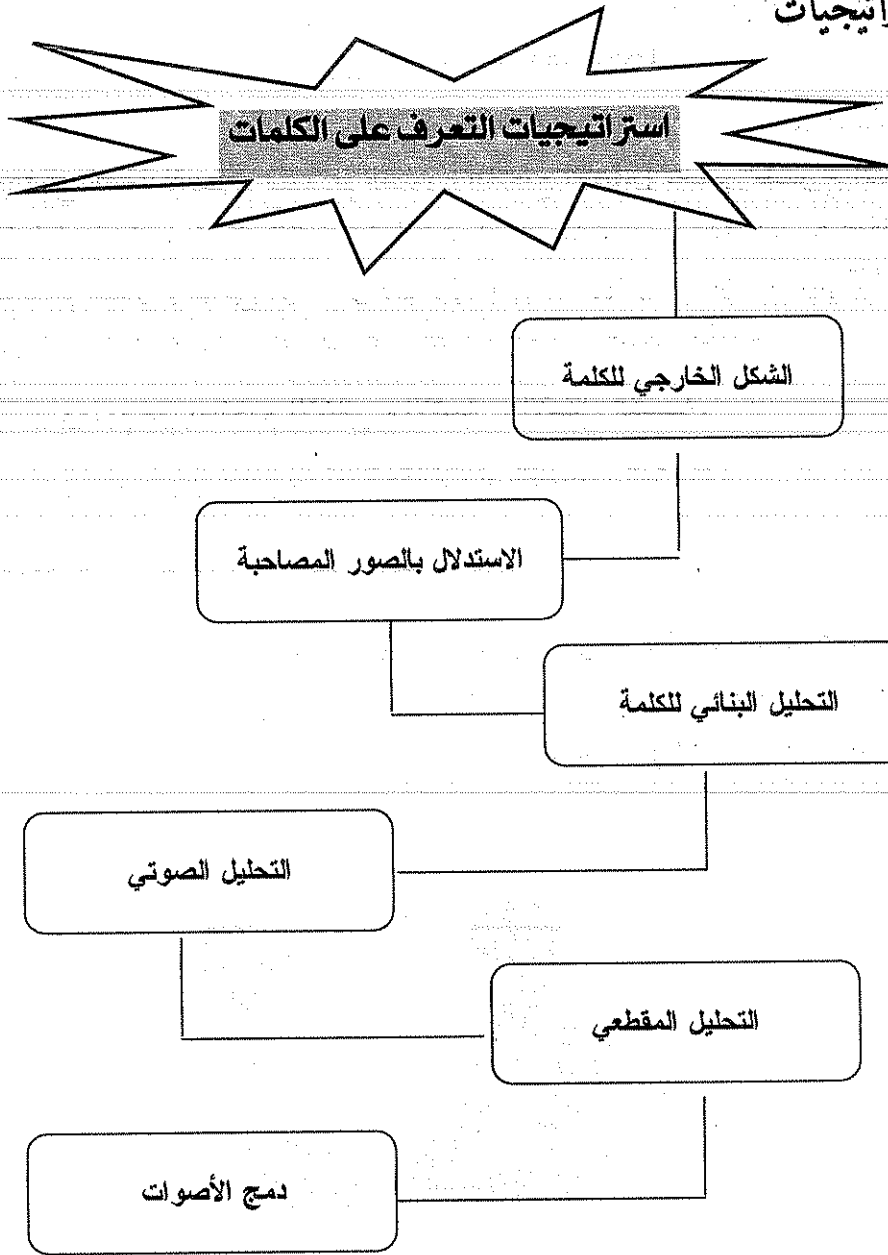 استراتيجيات التعرف على الكلمات
الشكل الخارجي للكلمة
الاستدلال بالصور المصاحبة
التحليل البنائي للكلمة
التحليل الصوتي
التحليل المقطعي
دمج الأصوات